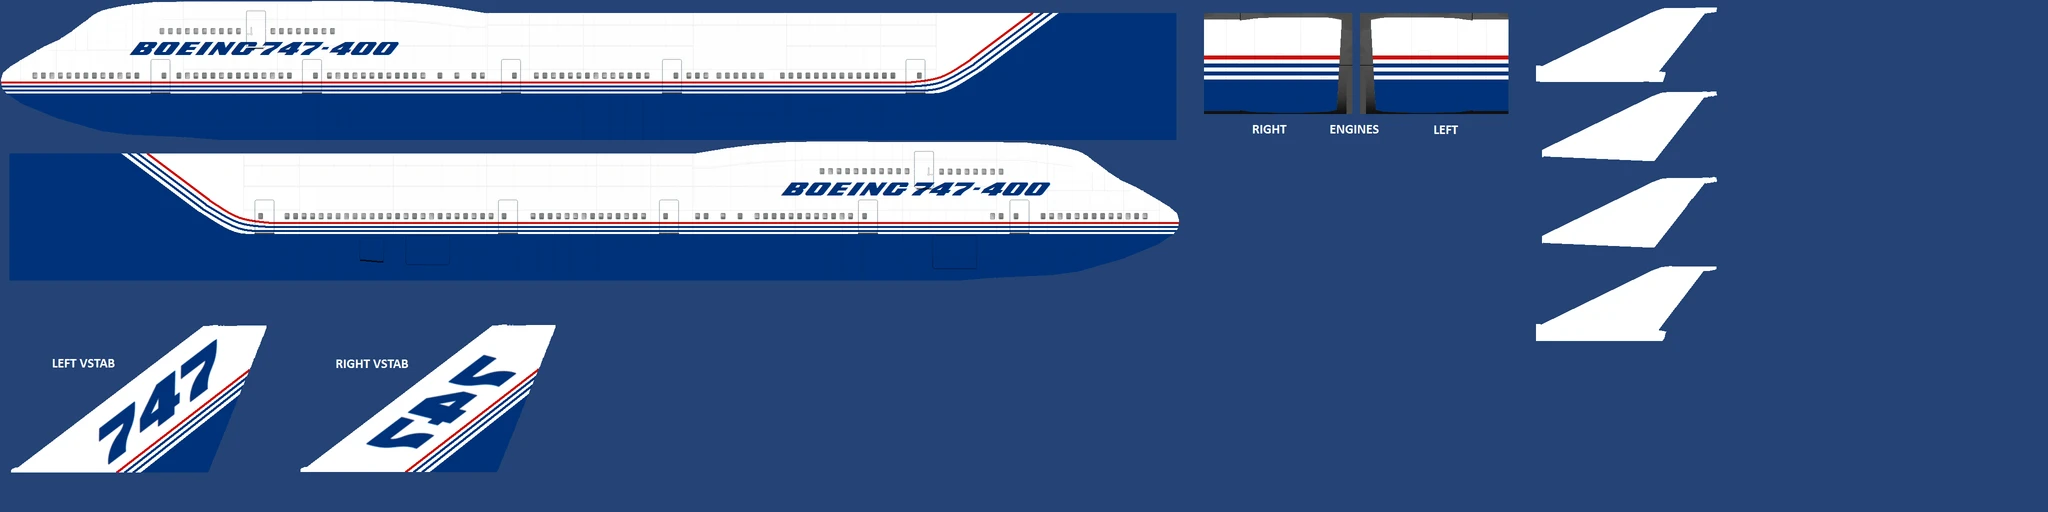 BOEING 747-400
RIGHT ENGINES LEFT
BOEING 747-400
LEFT VSTAB
747
RIGHT VSTAB
747